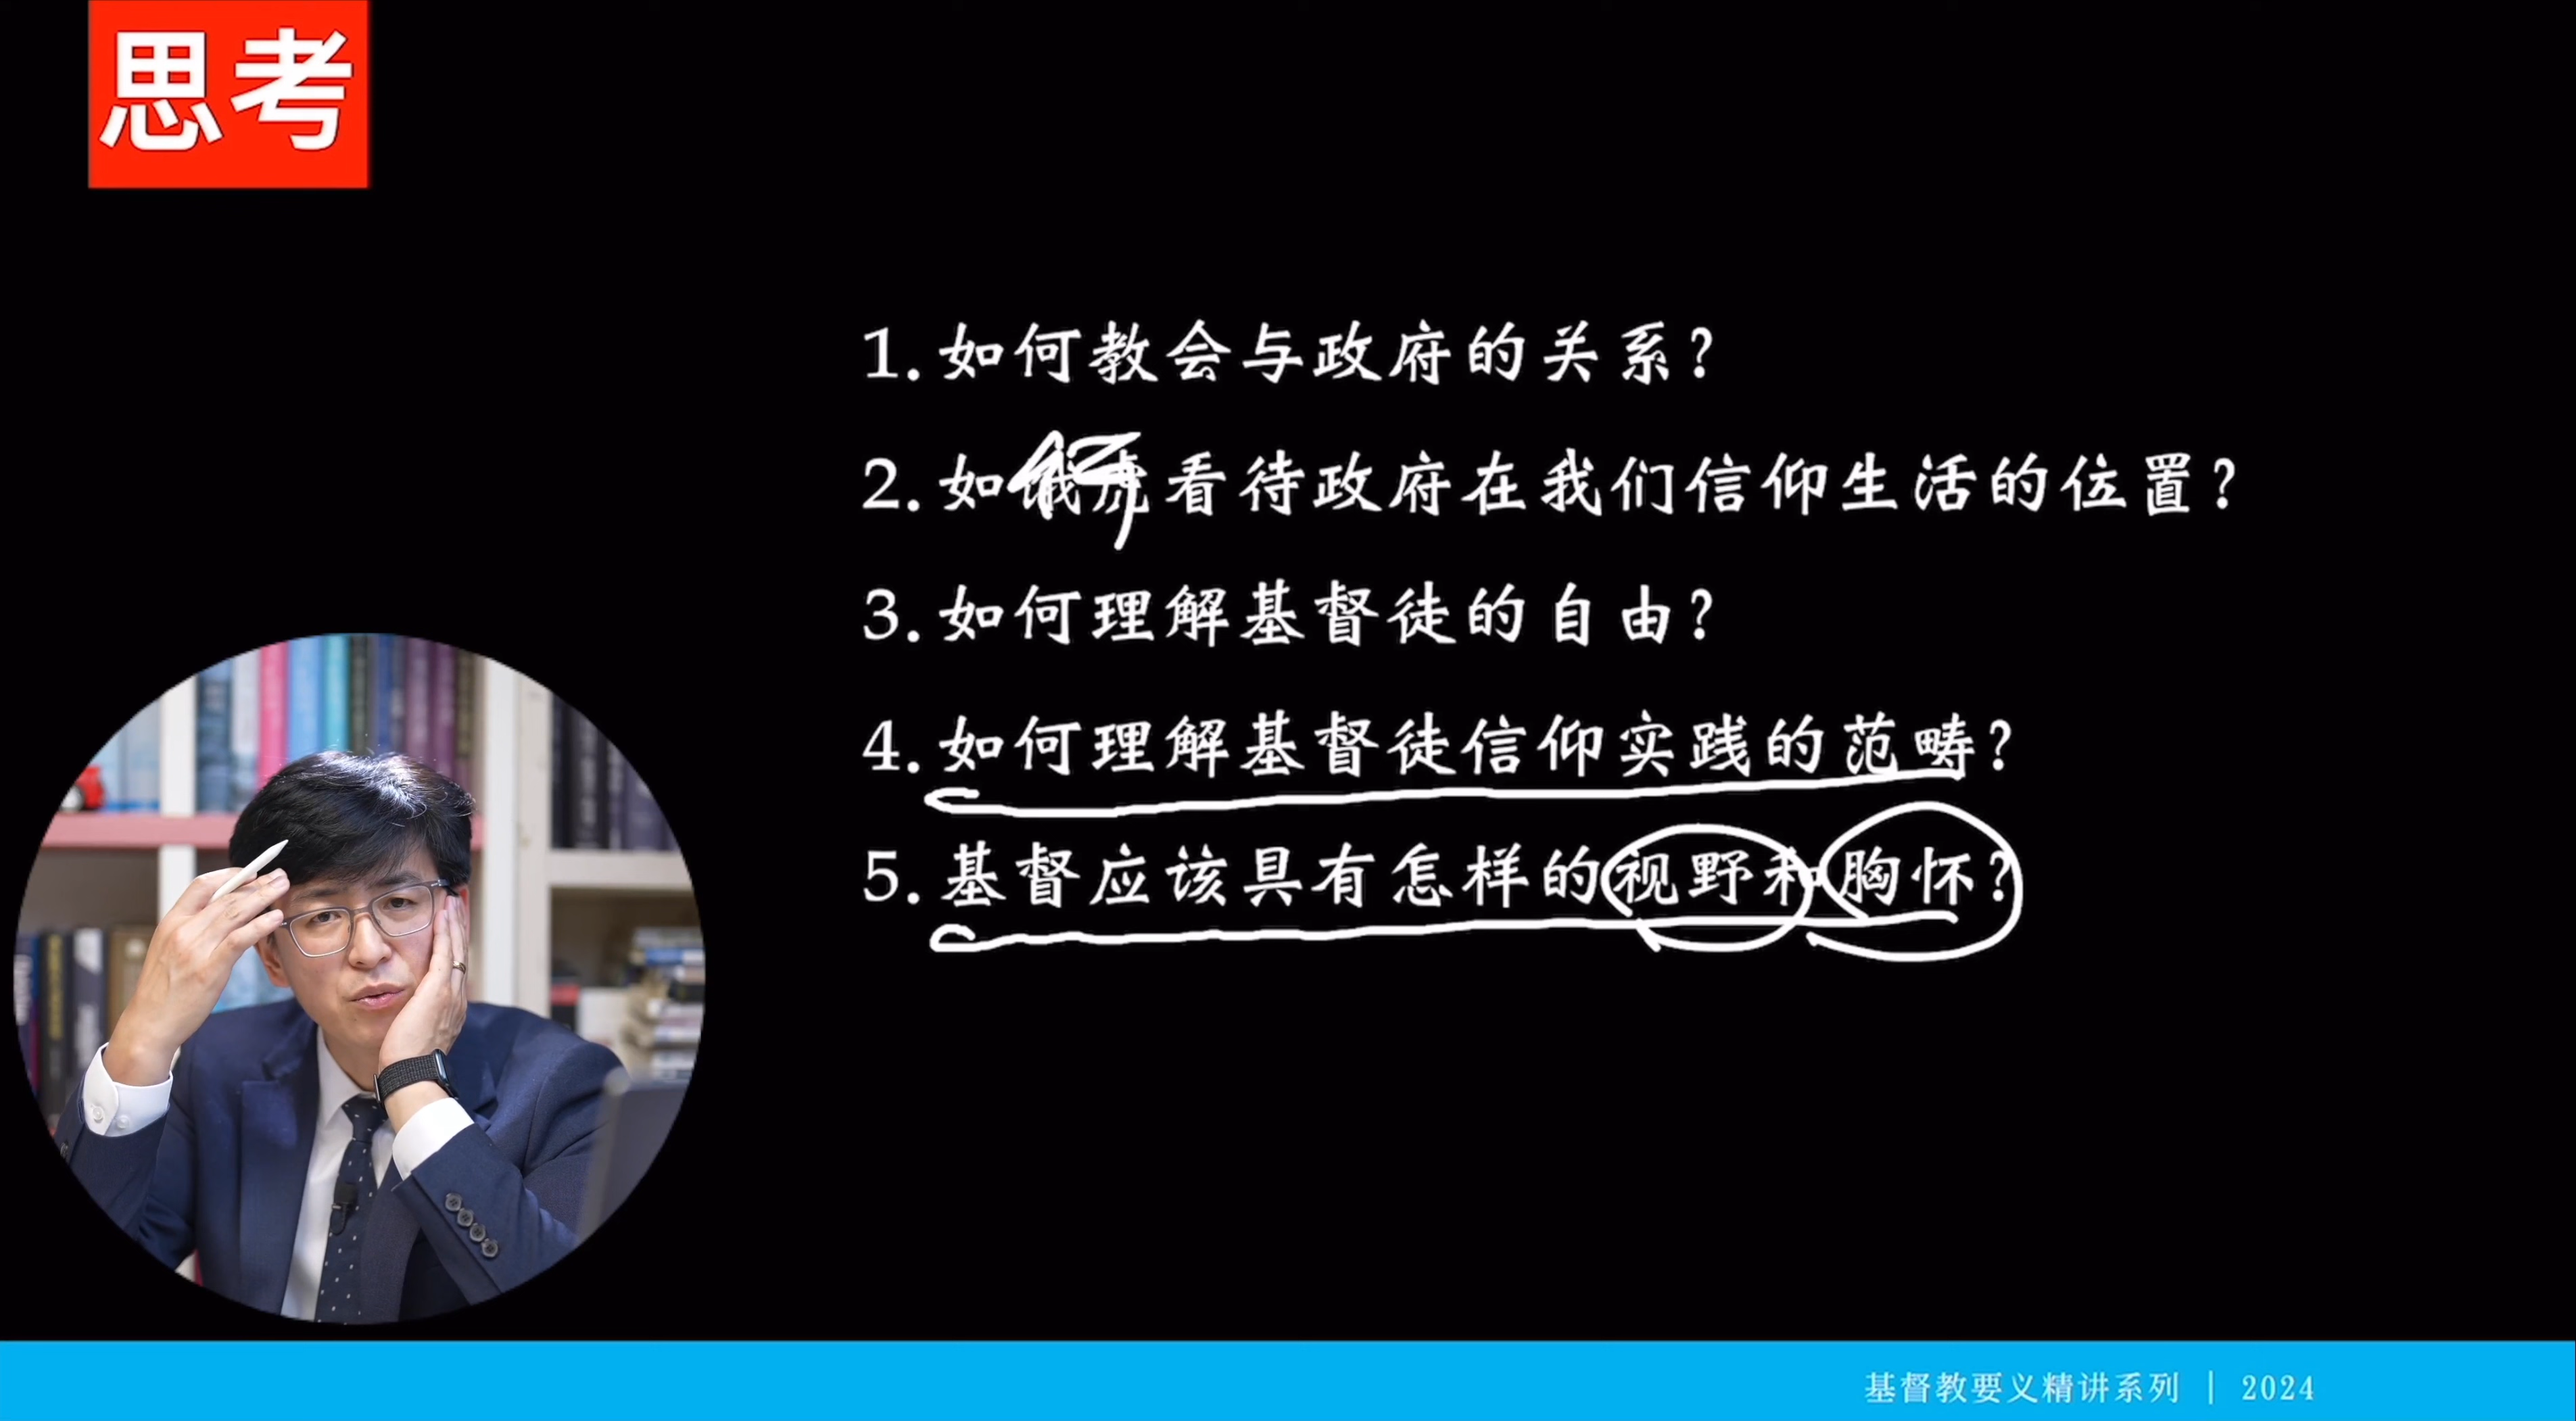 思考
1. 如何教会与政府的关系?
2. 如何看待政府在我们信仰生活的位置?
3. 如何理解基督徒的自由?
4. 如何理解基督徒信仰实践的范畴?
5. 基督应该具有怎样的视野和胸怀?
基督教要义精讲系列 | 2024